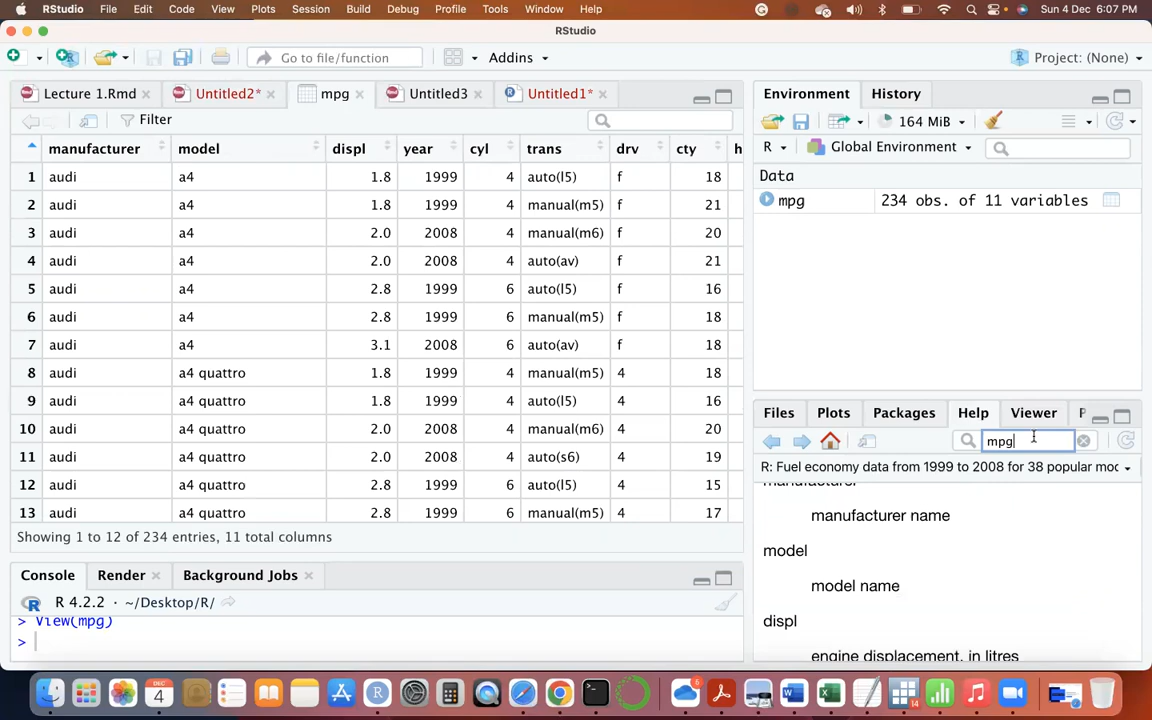 RStudio File Edit Code View Plots Session Build Debug Profile Tools Window Help Sun 4 Dec 6:07 PM
RStudio
Go to file/function Addins Project: (None)
Lecture 1.Rmd Untitled2* mpg Untitled3 Untitled1*
Filter
manufacturer model displ year cyl trans drv cty h
1 audi a4 1.8 1999 4 auto(l5) f 18
2 audi a4 1.8 1999 4 manual(m5) f 21
3 audi a4 2.0 2008 4 manual(m6) f 20
4 audi a4 2.0 2008 4 auto(av) f 21
5 audi a4 2.8 1999 6 auto(l5) f 16
6 audi a4 2.8 1999 6 manual(m5) f 18
7 audi a4 3.1 2008 6 auto(av) f 18
8 audi a4 quattro 1.8 1999 4 manual(m5) 4 18
9 audi a4 quattro 1.8 1999 4 auto(l5) 4 16
10 audi a4 quattro 2.0 2008 4 manual(m6) 4 20
11 audi a4 quattro 2.0 2008 4 auto(s6) 4 19
12 audi a4 quattro 2.8 1999 6 auto(l5) 4 15
13 audi a4 quattro 2.8 1999 6 manual(m5) 4 17
Showing 1 to 12 of 234 entries, 11 total columns
Console Render Background Jobs
R 4.2.2 · ~/Desktop/R/
> View(mpg)
>
Environment History
164 MiB
R Global Environment
Data
mpg 234 obs. of 11 variables
Files Plots Packages Help Viewer P
mpg
R: Fuel economy data from 1999 to 2008 for 38 popular moc
manufacturer
manufacturer name
model
model name
displ
engine displacement, in litres
DEC
4
6
14